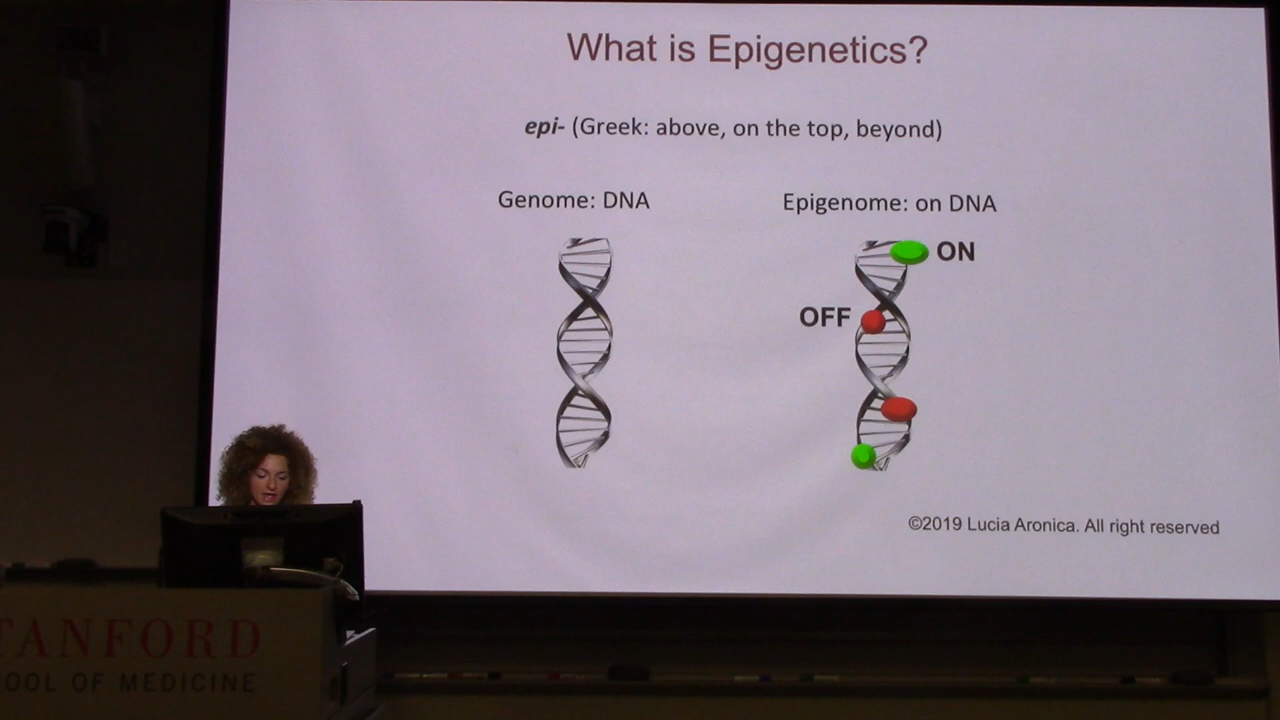 What is Epigenetics?
epi- (Greek: above, on the top, beyond)
Genome: DNA
Epigenome: on DNA
ON
OFF
©2019 Lucia Aronica. All right reserved
TANFORD
OOL OF MEDICINE